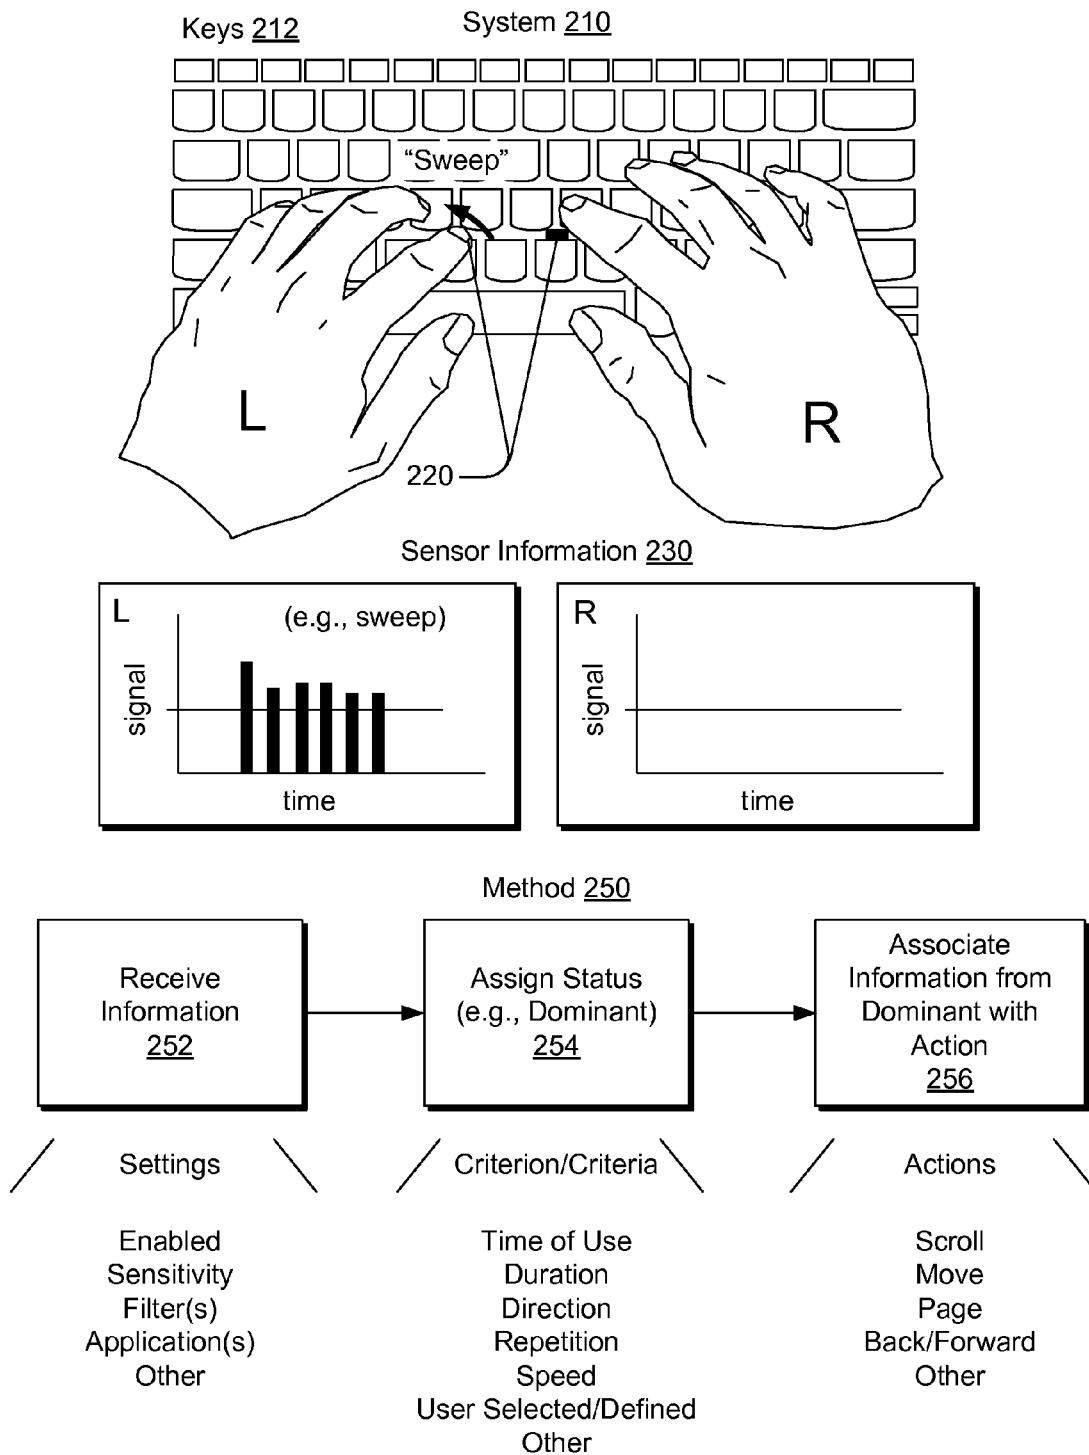 Keys 212
System 210
"Sweep"
L
R
220
Sensor Information 230
L
(e.g., sweep)
signal
time
R
signal
time
Method 250
Receive
Information
252
Assign Status
(e.g., Dominant)
254
Associate
Information from
Dominant with
Action
256
Settings
Enabled
Sensitivity
Filter(s)
Application(s)
Other
Criterion/Criteria
Time of Use
Duration
Direction
Repetition
Speed
User Selected/Defined
Other
Actions
Scroll
Move
Page
Back/Forward
Other